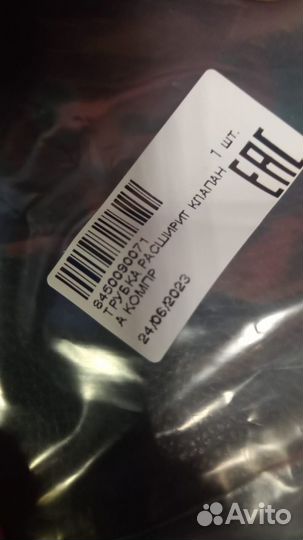 8450090071
ТРУБКА РАСШИРИТ КЛАПАН 1 шт.
А КОМПР
24/06/2023
EAC
Avito